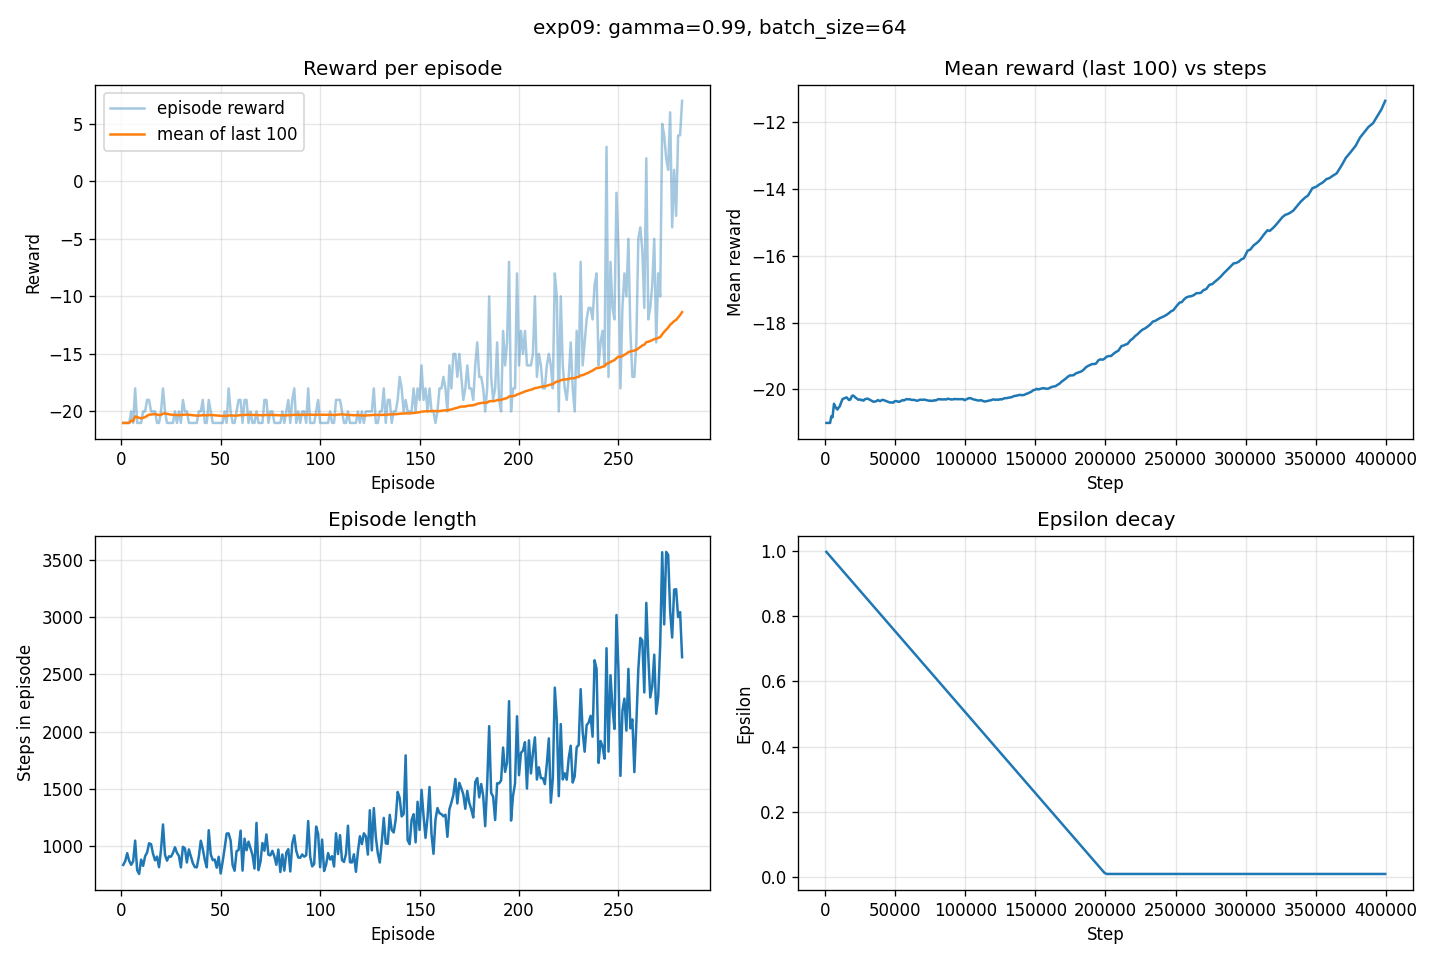 exp09: gamma=0.99, batch_size=64
Reward per episode
episode reward
mean of last 100
Reward
5
0
−5
−10
−15
−20
0 50 100 150 200 250
Episode
Mean reward (last 100) vs steps
Mean reward
−12
−14
−16
−18
−20
0 50000 100000 150000 200000 250000 300000 350000 400000
Step
Episode length
Steps in episode
3500
3000
2500
2000
1500
1000
0 50 100 150 200 250
Episode
Epsilon decay
Epsilon
1.0
0.8
0.6
0.4
0.2
0.0
0 50000 100000 150000 200000 250000 300000 350000 400000
Step